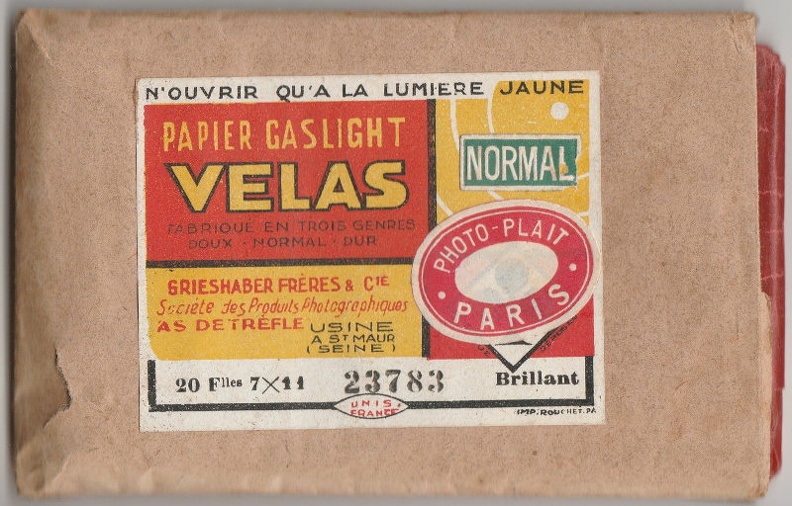 N'OUVRIR QU'A LA LUMIERE JAUNE
PAPIER GASLIGHT
VELAS
FABRIQUÉ EN TROIS GENRES
DOUX - NORMAL - DUR
NORMAL
PHOTO-PLAIT
PARIS
GRIESHABER FRÈRES & CIE
Société des Produits Photographiques
AS DE TRÈFLE
USINE
A ST MAUR
(SEINE)
20 Flles 7×11
23783
Brillant
UNIS
FRANCE
IMP. ROUCHET. PA